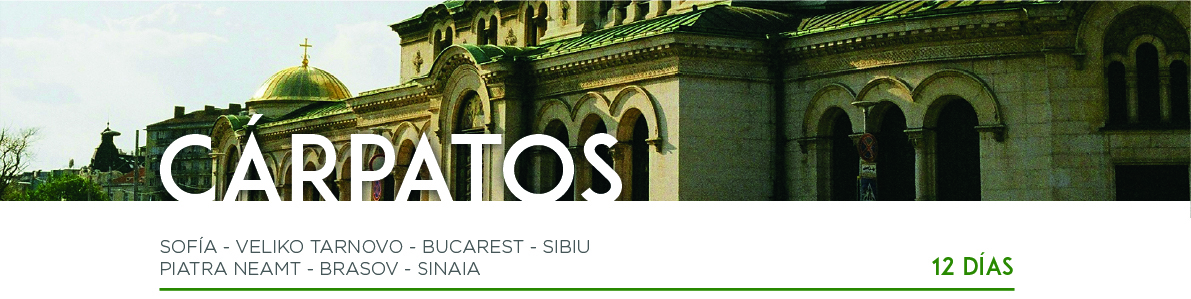 CÁRPATOS
SOFÍA - VELIKO TARNOVO - BUCAREST - SIBIU
PIATRA NEAMT - BRASOV - SINAIA
12 DÍAS